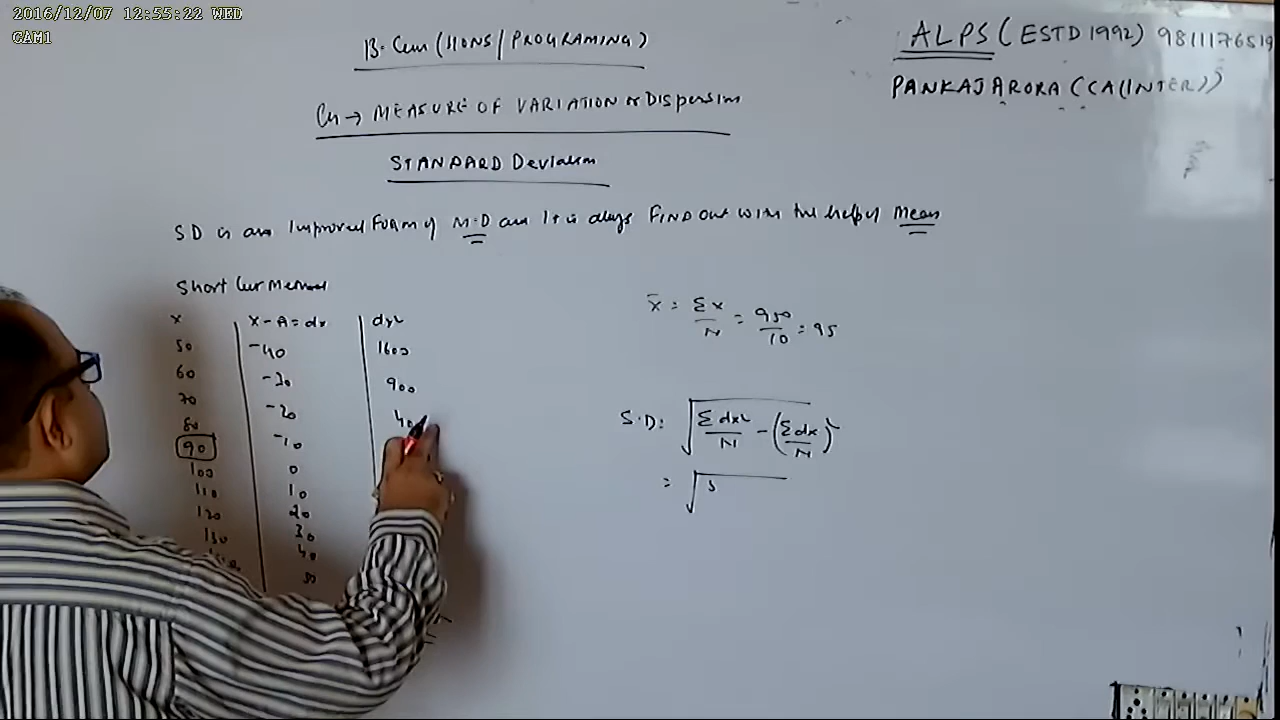 2016/12/07 12:55:22 WED
CAM1
B.Com (HONS/PROGRAMING)
ALPS (ESTD 1992) 9811176519
PANKAJ ARORA (CA(INTER))
CH → MEASURE OF VARIATION or Dispersion
STANDARD Deviation
SD is an Improved Form of M.D and It is always FIND out with the help of Mean
Short Cut Method
x | x-A=dx | dx²
50 | -40 | 1600
60 | -30 | 900
70 | -20 | 40
80 | -10
90 | 0
100 | 10
110 | 20
120 | 30
130 | 40
50
x̄ = Σx/N = 950/10 = 95
S.D: √Σdx²/N - (Σdx/N)²
= √